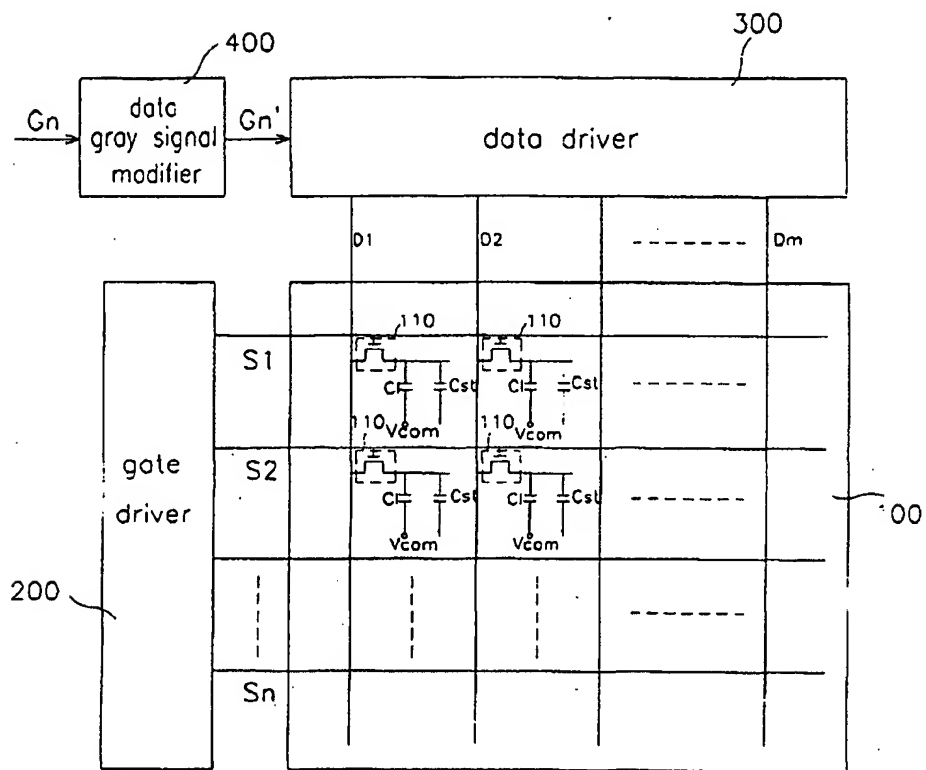 400
300
Gn
data
gray signal
modifier
Gn'
data driver
D1
D2
Dm
110
110
S1
Cl
Cst
Cl
Cst
Vcom
Vcom
110
110
S2
Cl
Cst
Cl
Cst
Vcom
Vcom
gate
driver
00
200
Sn